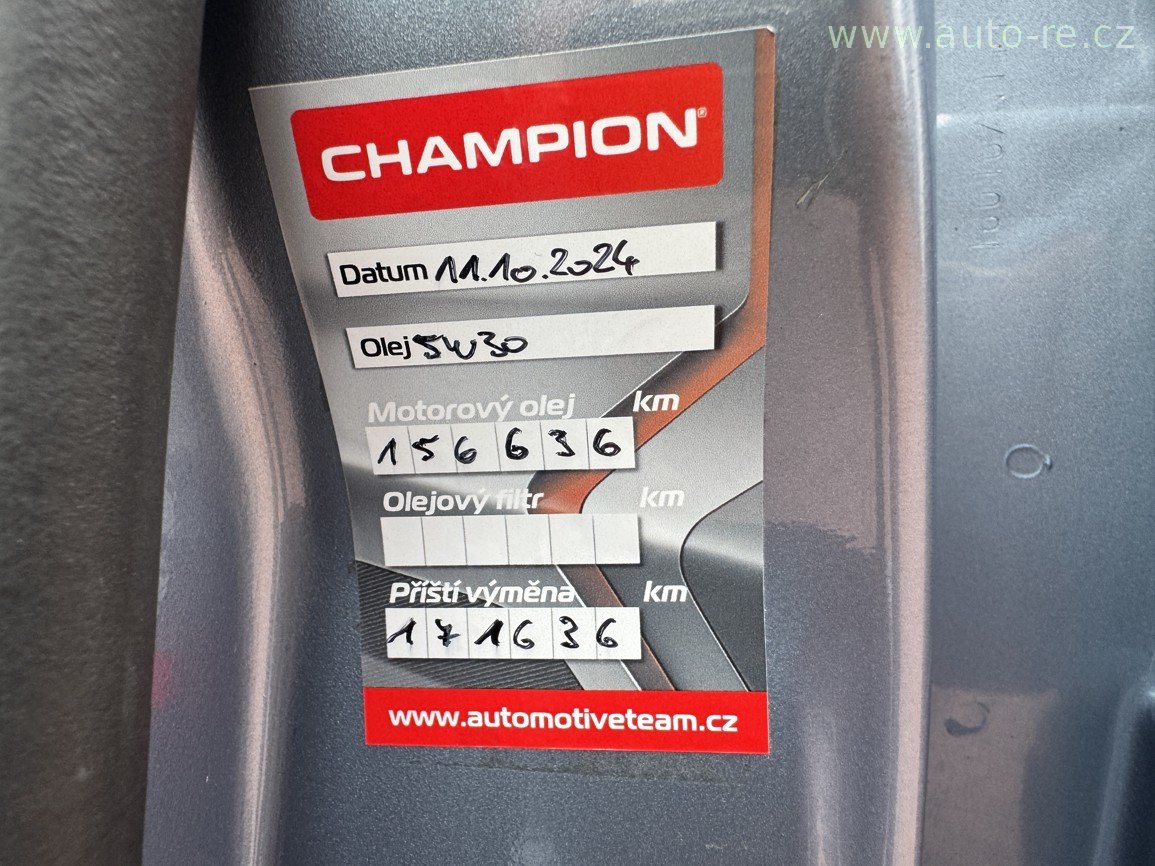 www.auto-re.cz
CHAMPION®
Datum 11.10.2024
Olej 5W30
Motorový olej km
156636
Olejový filtr km
Příští výměna km
171636
www.automotiveteam.cz